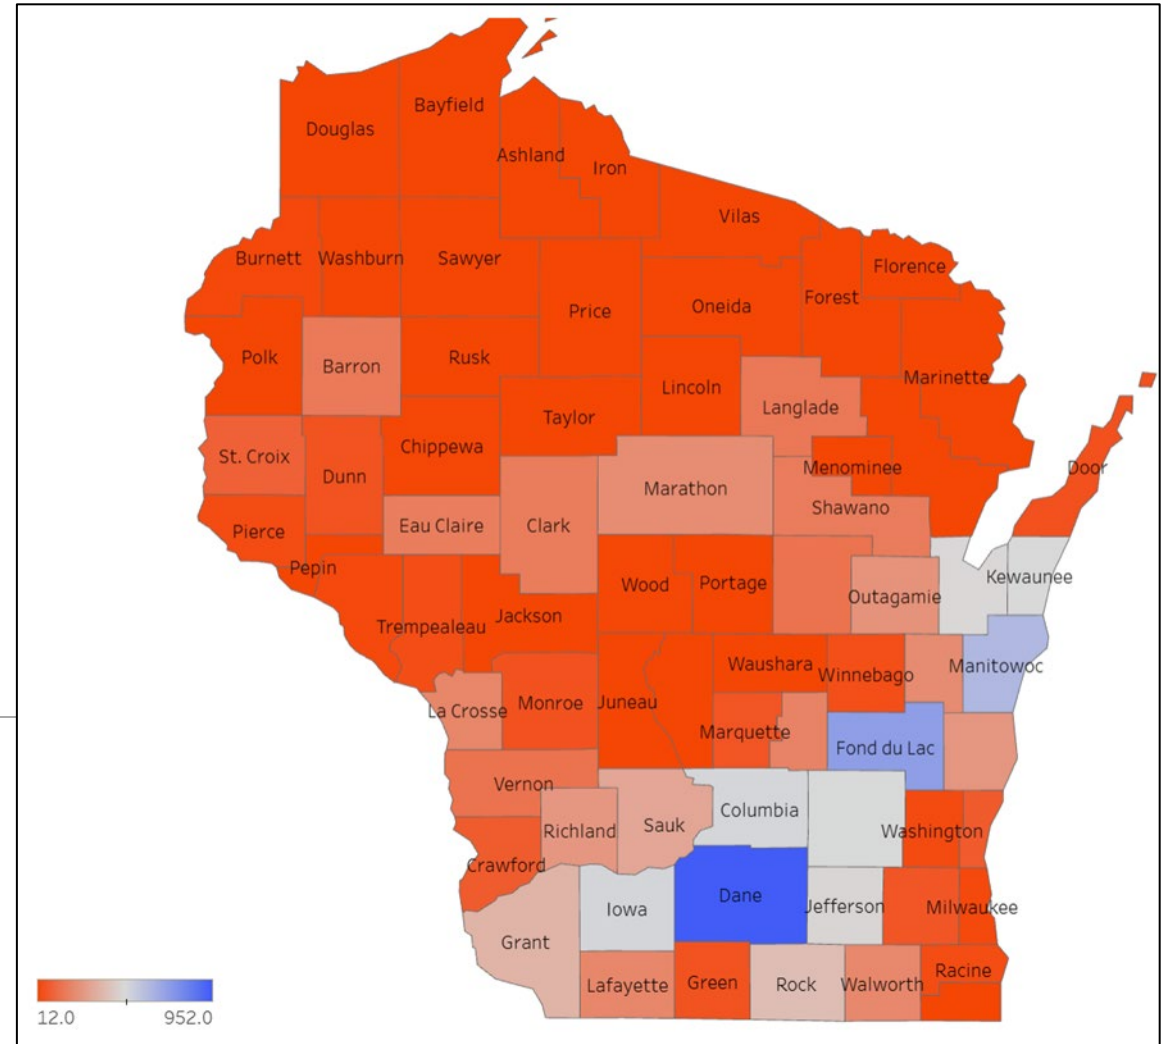 Bayfield
Douglas
Ashland
Iron
Vilas
Burnett
Washburn
Sawyer
Florence
Forest
Oneida
Price
Polk
Barron
Rusk
Marinette
Lincoln
Langlade
Taylor
Chippewa
St. Croix
Dunn
Menominee
Door
Marathon
Shawano
Eau Claire
Clark
Pierce
Pepin
Kewaunee
Wood
Portage
Outagamie
Jackson
Trempealeau
Waushara
Winnebago
Manitowoc
La Crosse
Monroe
Juneau
Marquette
Fond du Lac
Vernon
Columbia
Richland
Sauk
Washington
Crawford
Dane
Iowa
Jefferson
Milwaukee
Grant
Racine
Lafayette
Green
Rock
Walworth
12.0 952.0